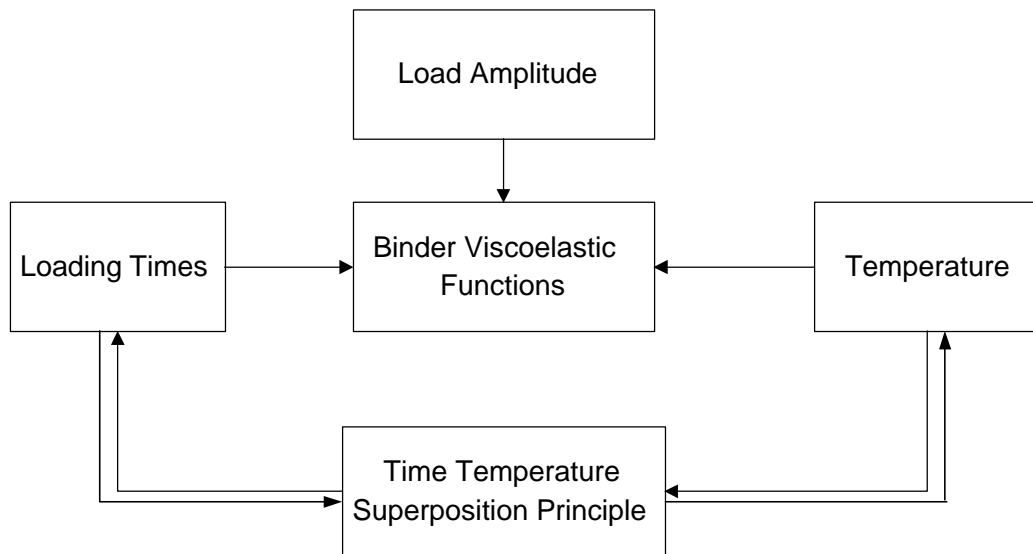 Load Amplitude
Loading Times
Binder Viscoelastic
Functions
Temperature
Time Temperature
Superposition Principle